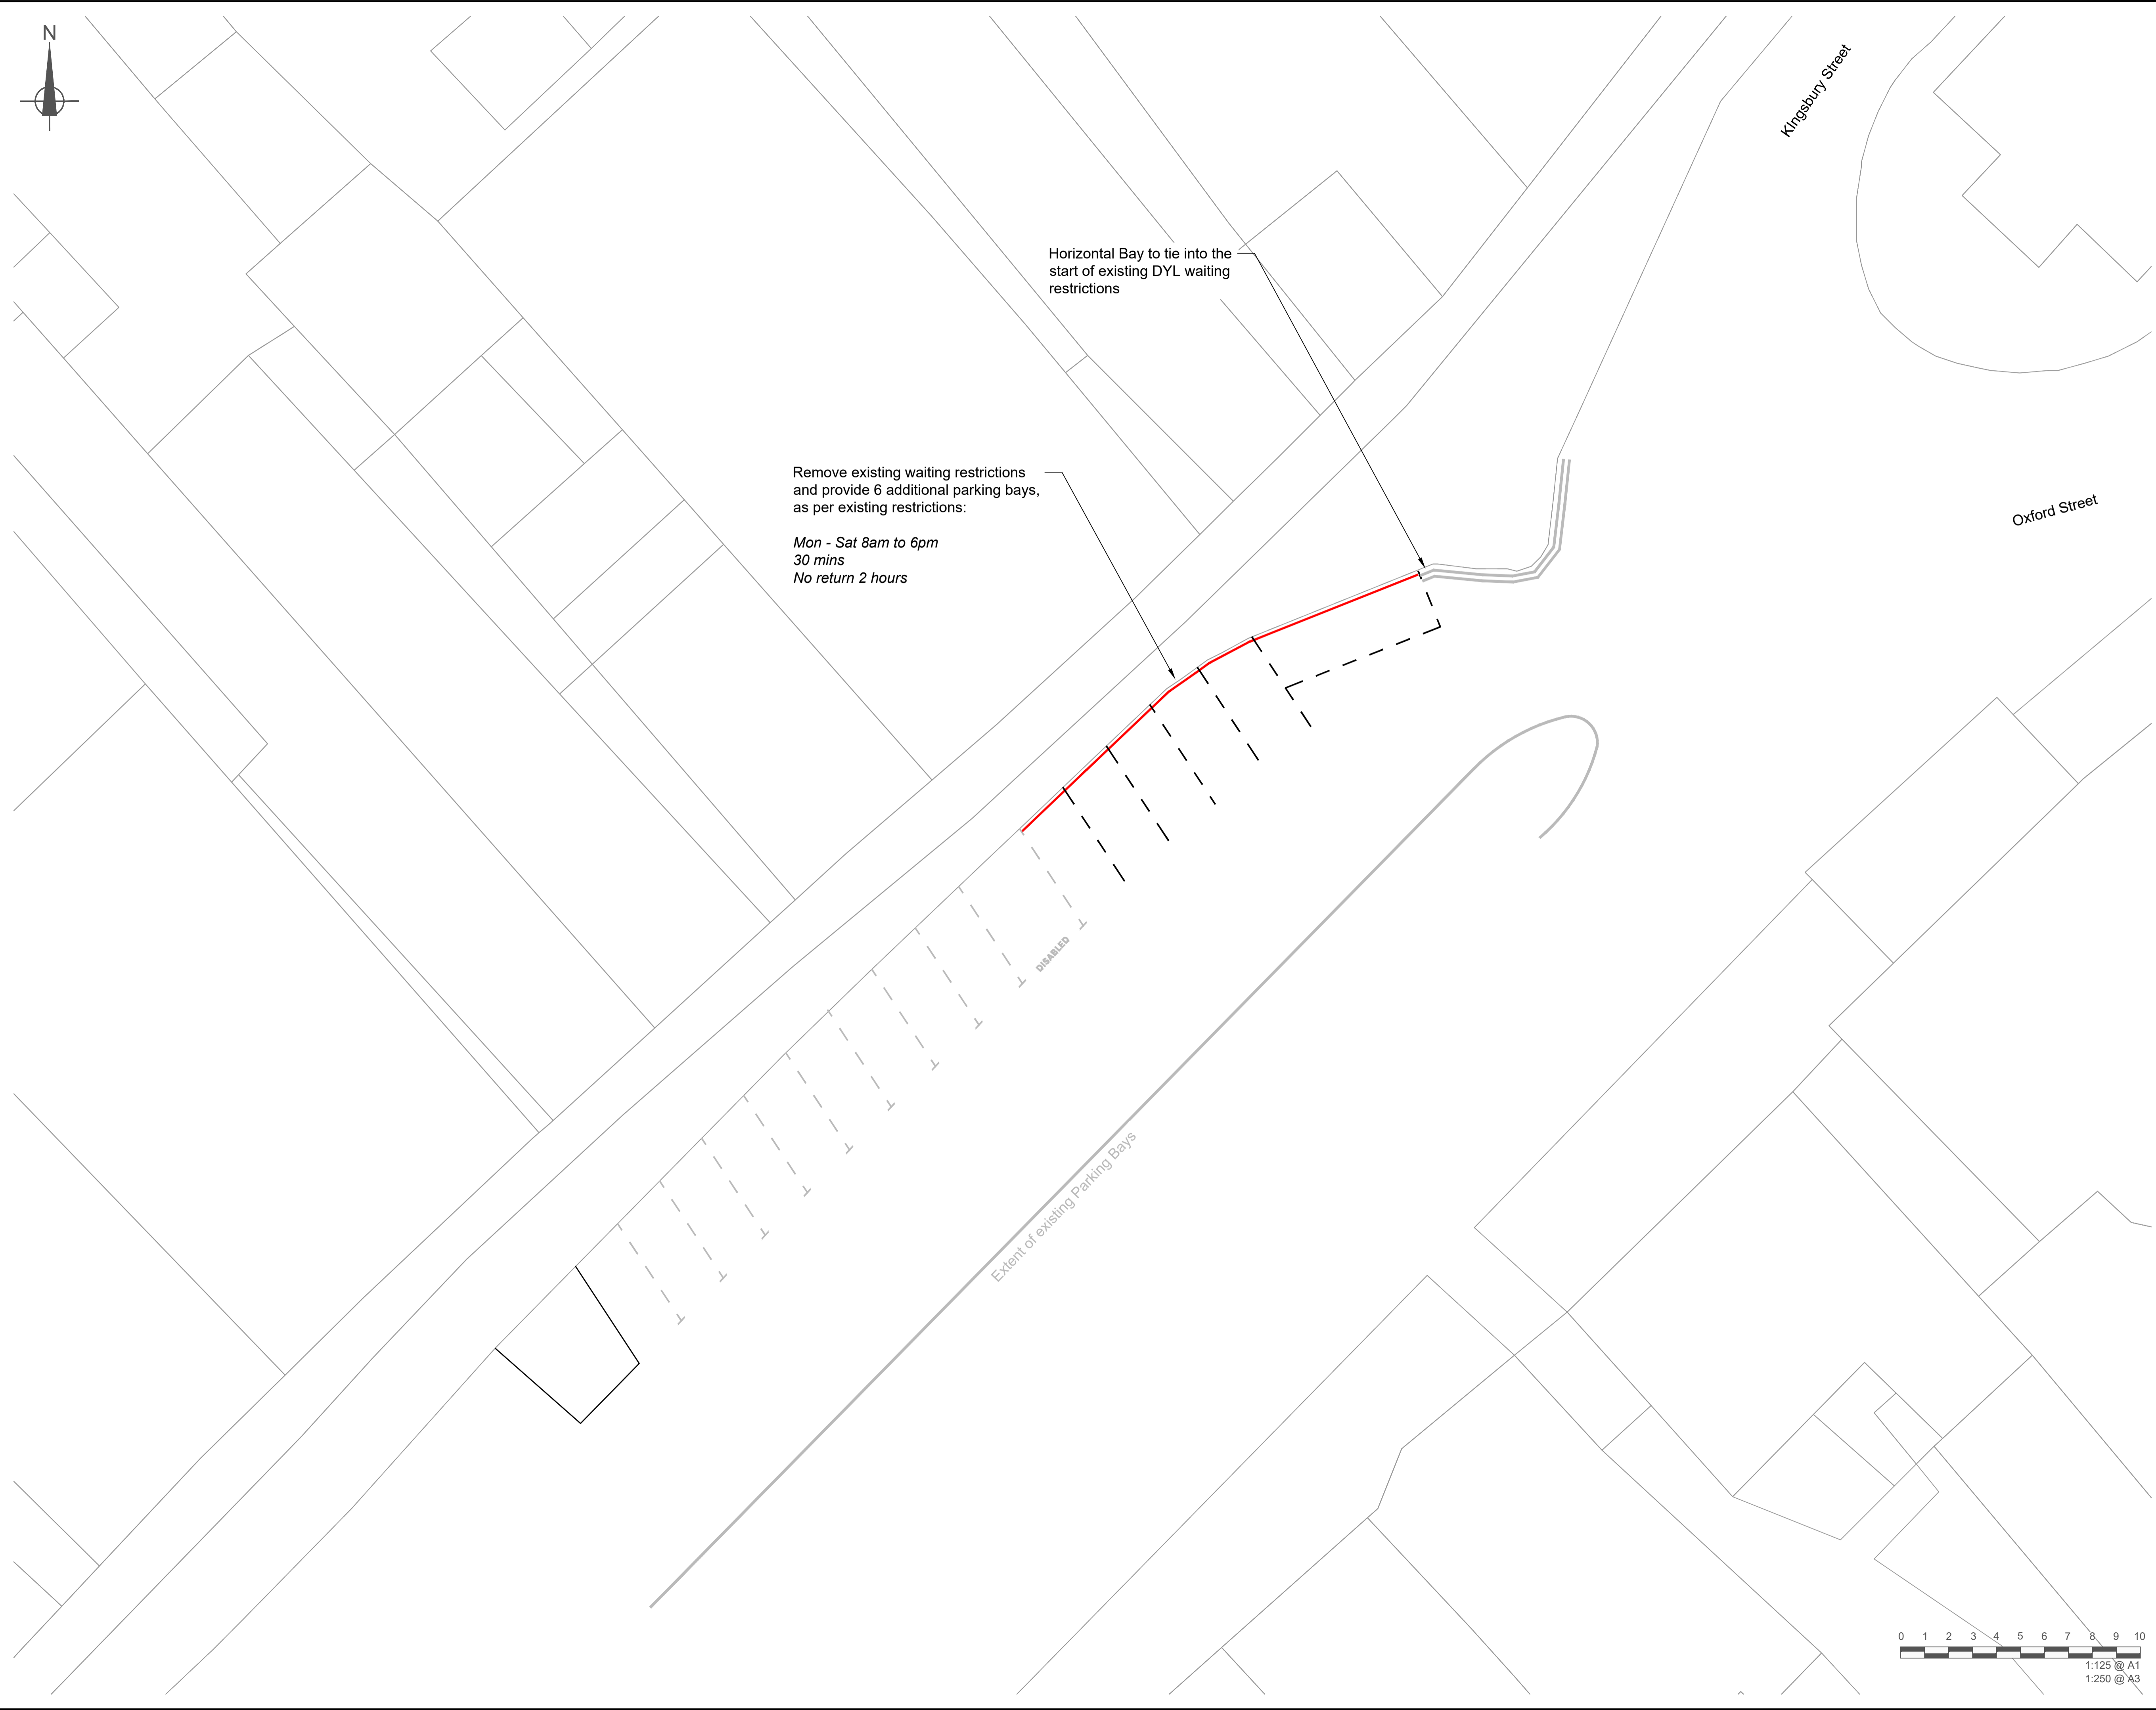 N
KIngsbury Street
Horizontal Bay to tie into the
start of existing DYL waiting
restrictions
Remove existing waiting restrictions
and provide 6 additional parking bays,
as per existing restrictions:
Mon - Sat 8am to 6pm
30 mins
No return 2 hours
Oxford Street
DISABLED
Extent of existing Parking Bays
0 1 2 3 4 5 6 7 8 9 10
1:125 @ A1
1:250 @ A3